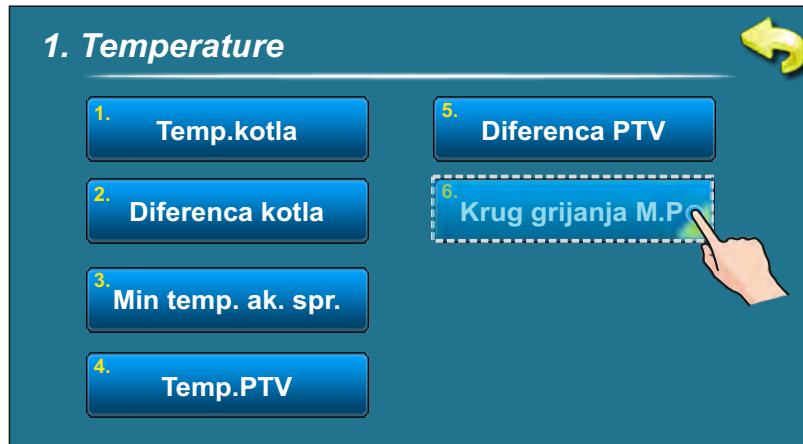 1. Temperature
1. Temp.kotla
2. Diferenca kotla
3. Min temp. ak. spr.
4. Temp.PTV
5. Diferenca PTV
6. Krug grijanja M.P